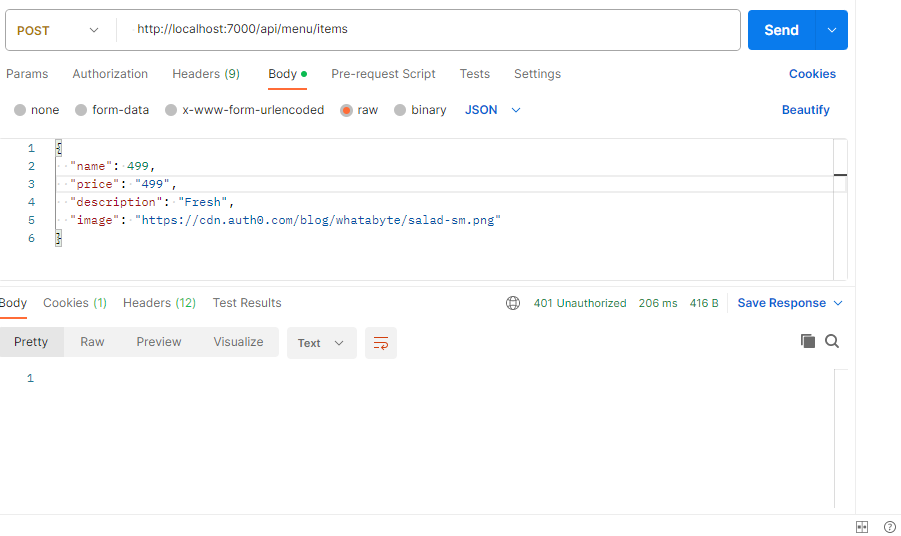 POST http://localhost:7000/api/menu/items Send
Params Authorization Headers (9) Body Pre-request Script Tests Settings Cookies
none form-data x-www-form-urlencoded raw binary JSON Beautify
1 {
2 "name": 499,
3 "price": "499",
4 "description": "Fresh",
5 "image": "https://cdn.auth0.com/blog/whatabyte/salad-sm.png"
6 }
Body Cookies (1) Headers (12) Test Results 401 Unauthorized 206 ms 416 B Save Response
Pretty Raw Preview Visualize Text
1